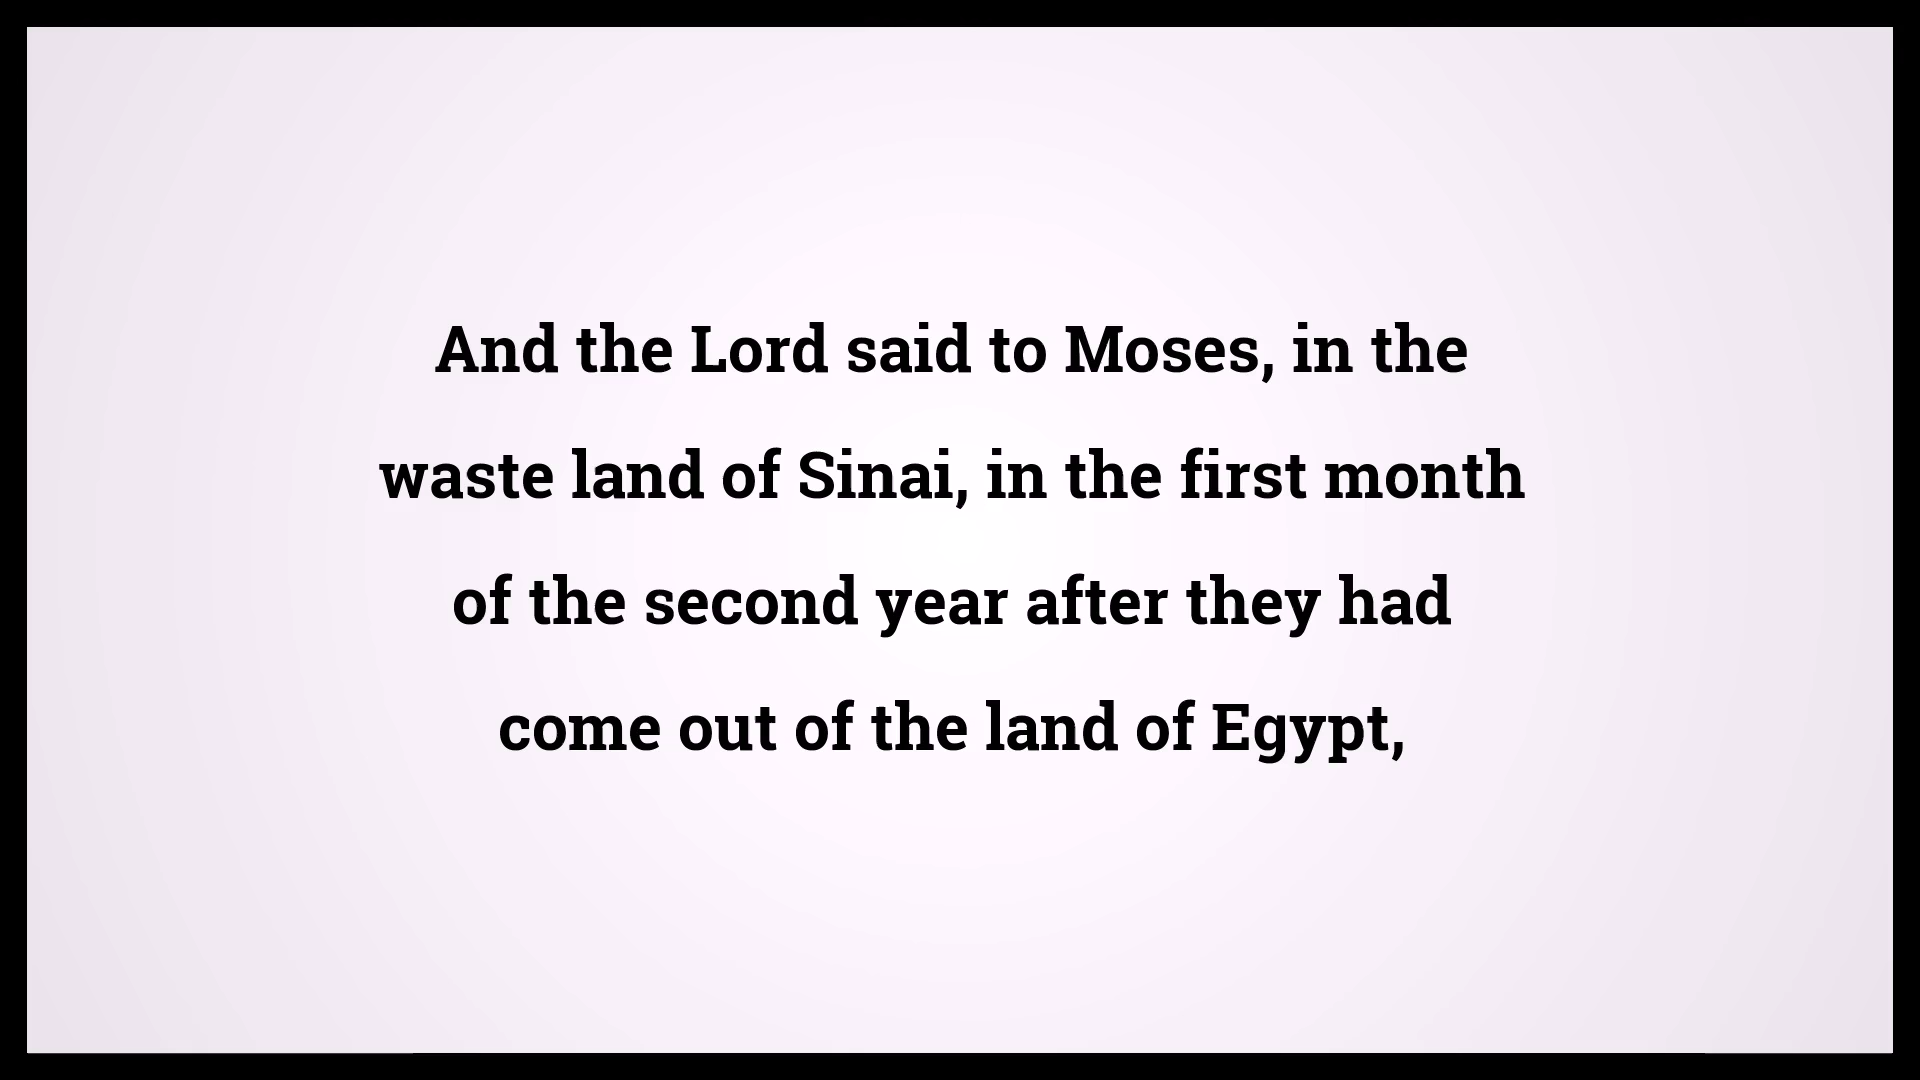 And the Lord said to Moses, in the
waste land of Sinai, in the first month
of the second year after they had
come out of the land of Egypt,